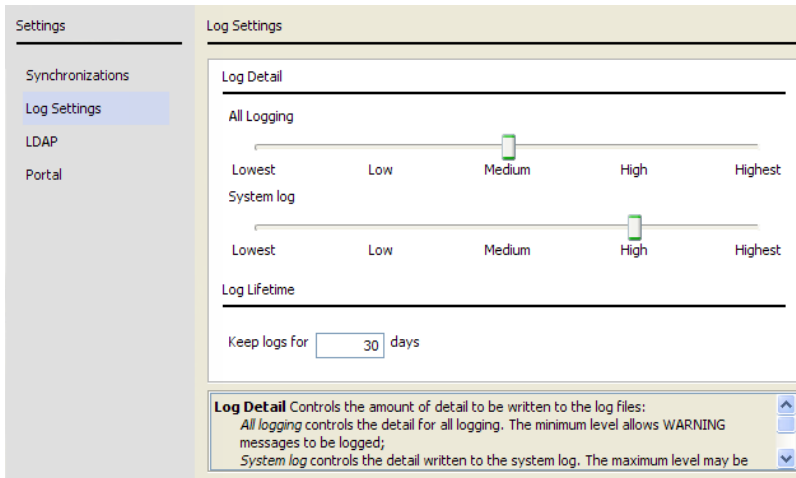 Settings
Synchronizations
Log Settings
LDAP
Portal
Log Settings
Log Detail
All Logging
Lowest Low Medium High Highest
System log
Lowest Low Medium High Highest
Log Lifetime
Keep logs for 30 days
Log Detail Controls the amount of detail to be written to the log files:
All logging controls the detail for all logging. The minimum level allows WARNING
messages to be logged;
System log controls the detail written to the system log. The maximum level may be